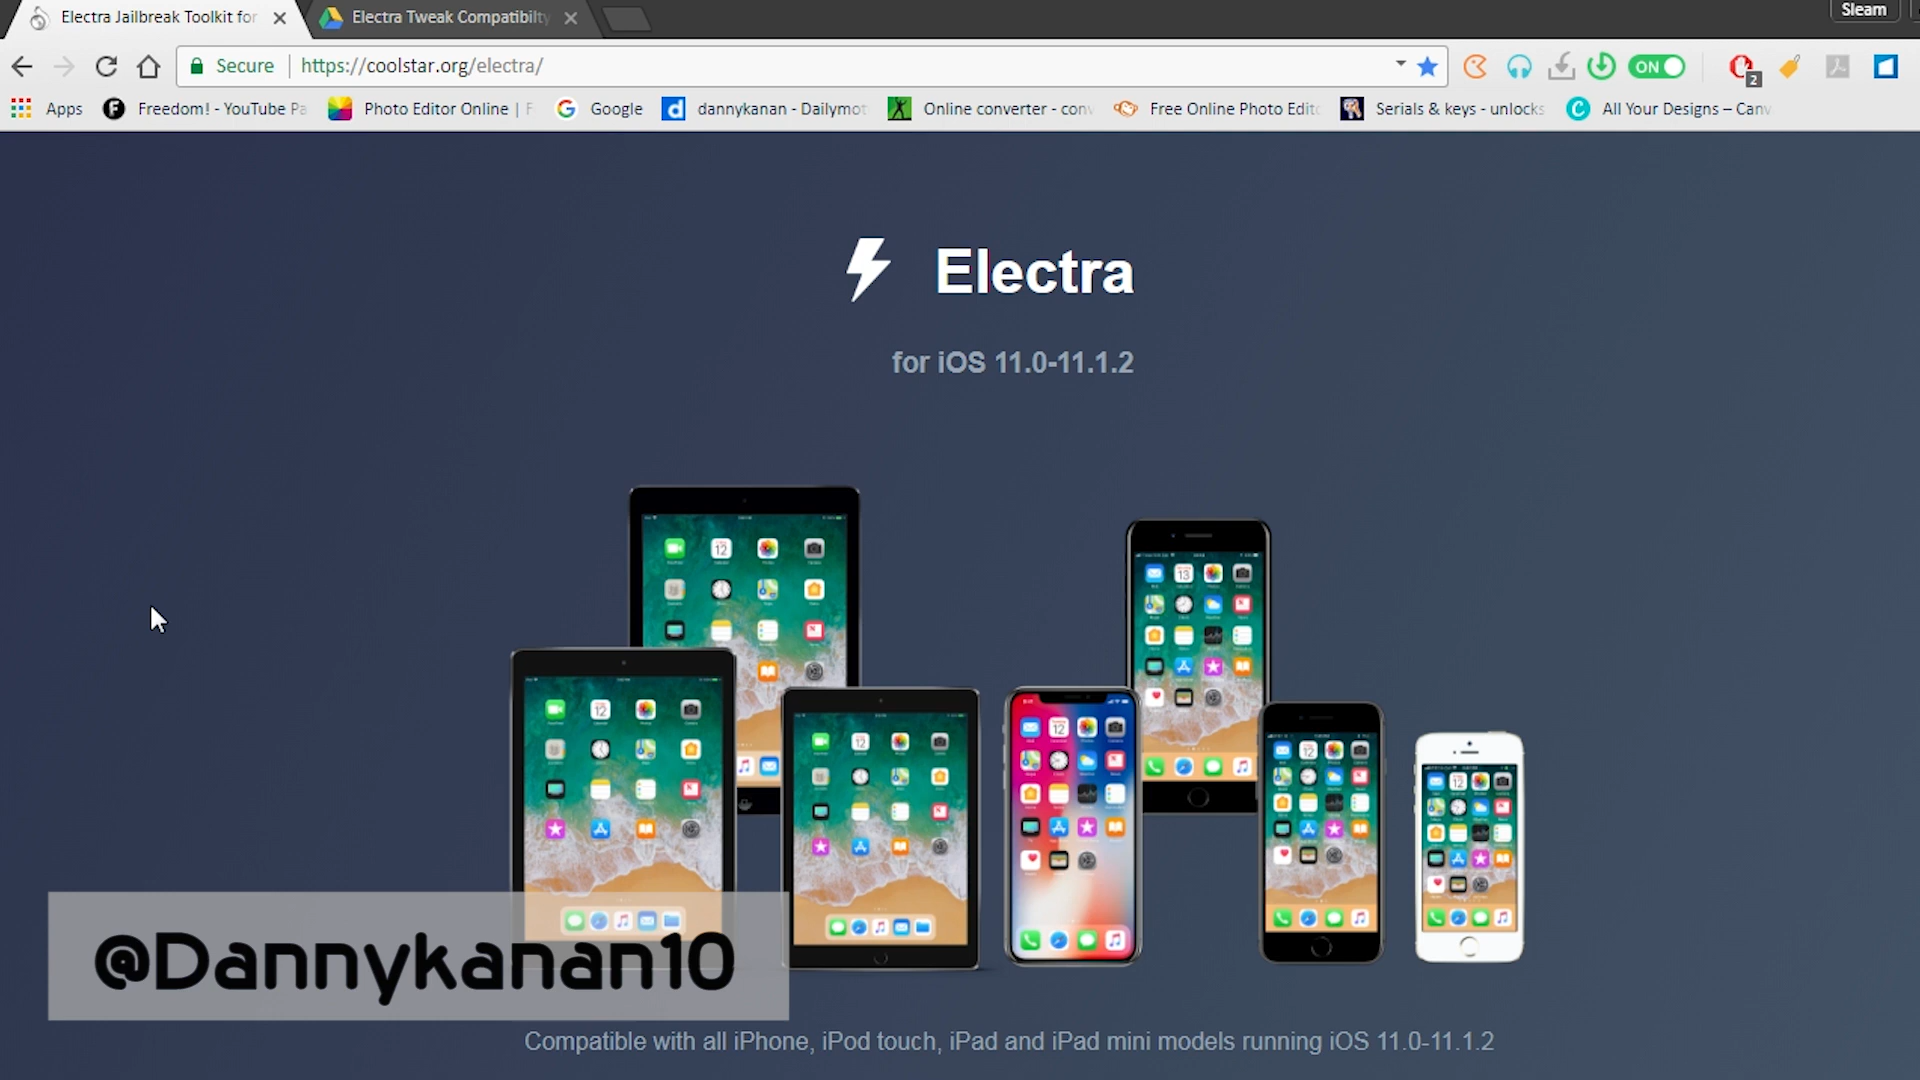 Electra Jailbreak Toolkit for
Electra Tweak Compatibilty
Sleam
Secure
https://coolstar.org/electra/
ON
2
Apps
Freedom! - YouTube Pa
Photo Editor Online | F
Google
dannykanan - Dailymot
Online converter - conv
Free Online Photo Edito
Serials & keys - unlocks
All Your Designs – Canv
Electra
for iOS 11.0-11.1.2
@Dannykanan10
Compatible with all iPhone, iPod touch, iPad and iPad mini models running iOS 11.0-11.1.2